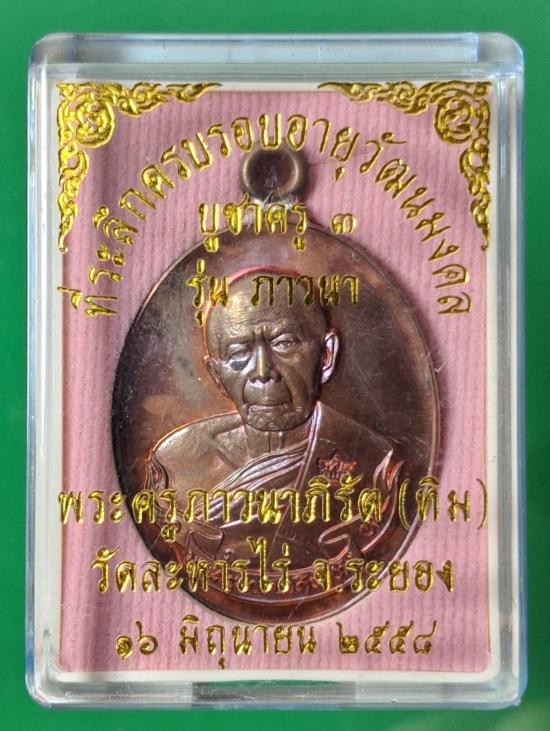 ที่ระลึกครบรอบอายุวัฒนมงคล
บูชาครู ๓
รุ่น ภาวนา
พระครูภาวนาภิรัต (ทิม)
วัดละหารไร่ จ.ระยอง
๑๖ มิถุนายน ๒๕๕๘